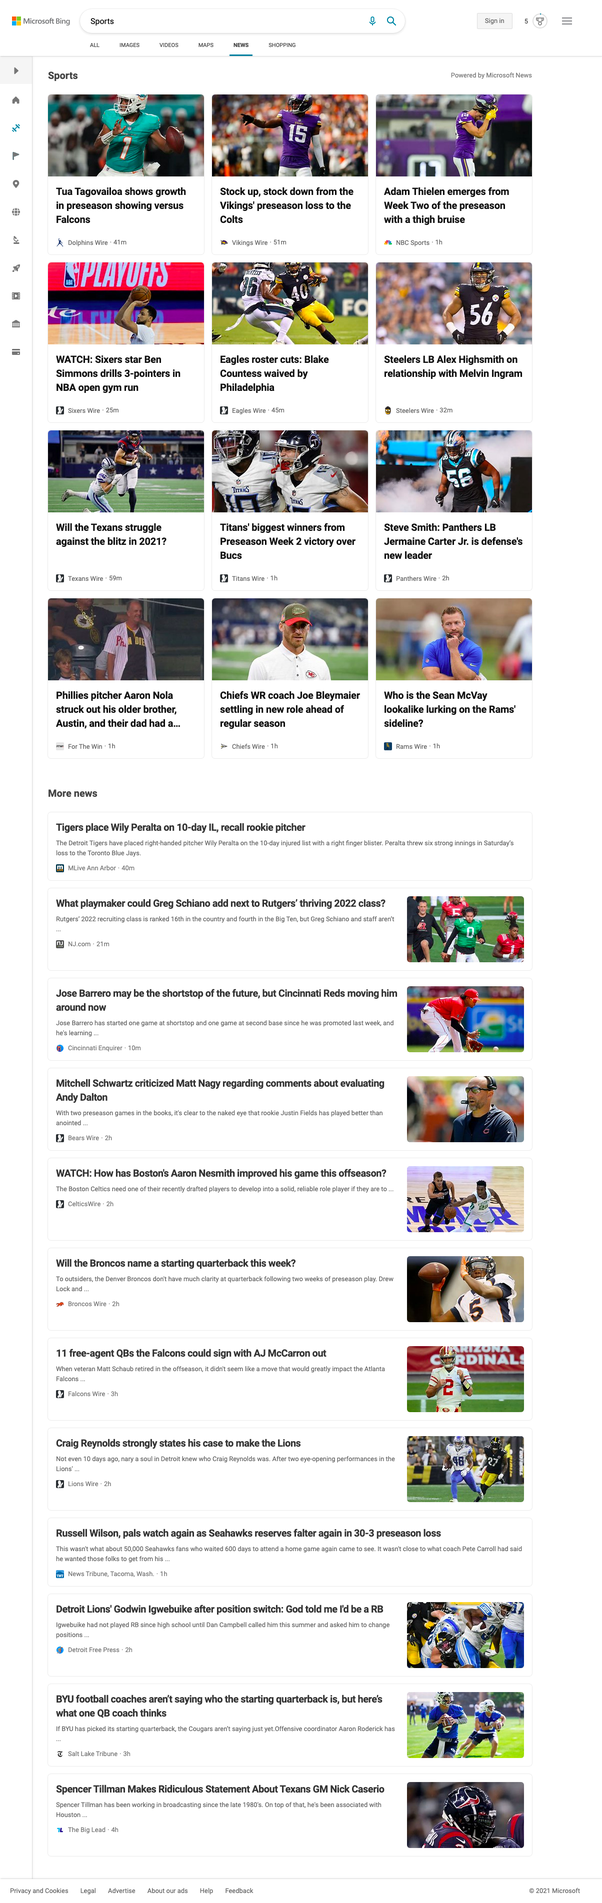 Microsoft Bing
Sports
Sign in
5
ALL IMAGES VIDEOS MAPS NEWS SHOPPING
Sports
Powered by Microsoft News
Tua Tagovailoa shows growth
in preseason showing versus
Falcons
Dolphins Wire · 41m
15
Stock up, stock down from the
Vikings' preseason loss to the
Colts
Vikings Wire · 51m
Adam Thielen emerges from
Week Two of the preseason
with a thigh bruise
NBC Sports · 1h
PLAYOFFS
WATCH: Sixers star Ben
Simmons drills 3-pointers in
NBA open gym run
Sixers Wire · 25m
Eagles roster cuts: Blake
Countess waived by
Philadelphia
Eagles Wire · 45m
56
Steelers LB Alex Highsmith on
relationship with Melvin Ingram
Steelers Wire · 32m
Will the Texans struggle
against the blitz in 2021?
Texans Wire · 59m
TITANS
Titans' biggest winners from
Preseason Week 2 victory over
Bucs
Titans Wire · 1h
56
Steve Smith: Panthers LB
Jermaine Carter Jr. is defense's
new leader
Panthers Wire · 2h
Phillies pitcher Aaron Nola
struck out his older brother,
Austin, and their dad had a...
For The Win · 1h
Chiefs WR coach Joe Bleymaier
settling in new role ahead of
regular season
Chiefs Wire · 1h
Who is the Sean McVay
lookalike lurking on the Rams'
sideline?
Rams Wire · 1h
More news
Tigers place Wily Peralta on 10-day IL, recall rookie pitcher
The Detroit Tigers have placed right-handed pitcher Wily Peralta on the 10-day injured list with a right finger blister. Peralta threw six strong innings in Saturday's
loss to the Toronto Blue Jays.
MLive Ann Arbor · 40m
What playmaker could Greg Schiano add next to Rutgers' thriving 2022 class?
Rutgers' 2022 recruiting class is ranked 16th in the country and fourth in the Big Ten, but Greg Schiano and staff aren't
...
NJ.com · 21m
Jose Barrero may be the shortstop of the future, but Cincinnati Reds moving him
around now
Jose Barrero has started one game at shortstop and one game at second base since he was promoted last week, and
he's learning ...
Cincinnati Enquirer · 10m
Mitchell Schwartz criticized Matt Nagy regarding comments about evaluating
Andy Dalton
With two preseason games in the books, it's clear to the naked eye that rookie Justin Fields has played better than
anointed ...
Bears Wire · 2h
WATCH: How has Boston's Aaron Nesmith improved his game this offseason?
The Boston Celtics need one of their recently drafted players to develop into a solid, reliable role player if they are to ...
CelticsWire · 2h
Will the Broncos name a starting quarterback this week?
To outsiders, the Denver Broncos don't have much clarity at quarterback following two weeks of preseason play. Drew
Lock and ...
Broncos Wire · 2h
5
11 free-agent QBs the Falcons could sign with AJ McCarron out
When veteran Matt Schaub retired in the offseason, it didn't seem like a move that would greatly impact the Atlanta
Falcons ...
Falcons Wire · 3h
ARIZONA
CARDINALS
2
Craig Reynolds strongly states his case to make the Lions
Not even 10 days ago, nary a soul in Detroit knew who Craig Reynolds was. After two eye-opening performances in the
Lions' ...
Lions Wire · 2h
Russell Wilson, pals watch again as Seahawks reserves falter again in 30-3 preseason loss
This wasn't what about 50,000 Seahawks fans who waited 600 days to attend a home game again came to see. It wasn't close to what coach Pete Carroll had said
he wanted those folks to get from his ...
News Tribune, Tacoma, Wash. · 1h
Detroit Lions' Godwin Igwebuike after position switch: God told me I'd be a RB
Igwebuike had not played RB since high school until Dan Campbell called him this summer and asked him to change
positions ...
Detroit Free Press · 2h
BYU football coaches aren't saying who the starting quarterback is, but here's
what one QB coach thinks
If BYU has picked its starting quarterback, the Cougars aren't saying just yet.Offensive coordinator Aaron Roderick has
...
Salt Lake Tribune · 3h
Spencer Tillman Makes Ridiculous Statement About Texans GM Nick Caserio
Spencer Tillman has been working in broadcasting since the late 1980's. On top of that, he's been associated with
Houston ...
The Big Lead · 4h
Privacy and Cookies Legal Advertise About our ads Help Feedback
© 2021 Microsoft